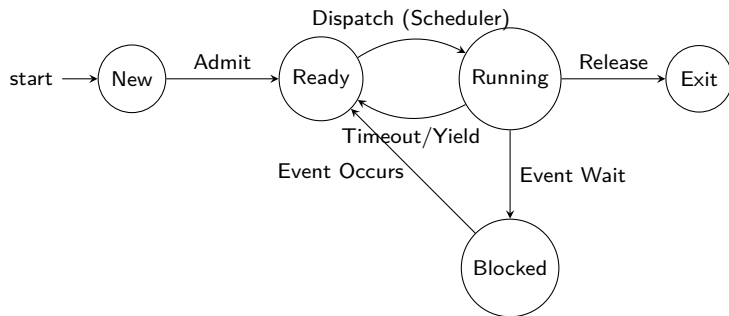 Dispatch (Scheduler)
start
New
Admit
Ready
Running
Release
Exit
Timeout/Yield
Event Occurs
Event Wait
Blocked